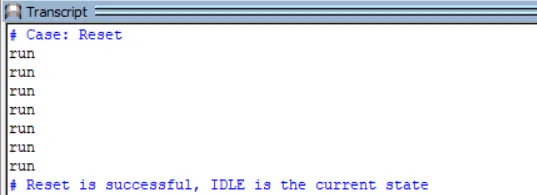 Transcript
# Case: Reset
run
run
run
run
run
run
run
# Reset is successful, IDLE is the current state